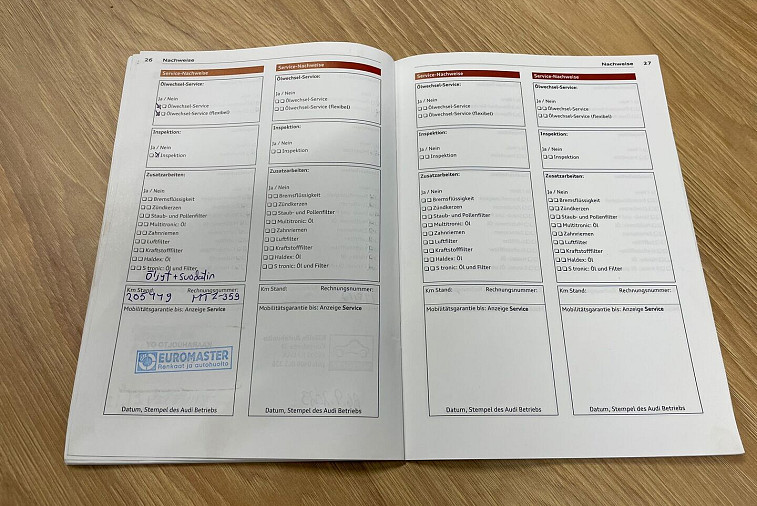 26 Nachweise
Service-Nachweise
Ölwechsel-Service:
Ja / Nein
Ölwechsel-Service
Ölwechsel-Service (flexibel)
Inspektion:
Ja / Nein
Inspektion
Zusatzarbeiten:
Ja / Nein
Bremsflüssigkeit
Zündkerzen
Staub- und Pollenfilter
Multitronic: Öl
Zahnriemen
Luftfilter
Kraftstofffilter
Haldex: Öl
S tronic: Öl und Filter
Öljyt + suodatin
Km Stand: Rechnungsnummer:
205449 MTZ-359
Mobilitätsgarantie bis: Anzeige Service
EUROMASTER
Renkaat ja autohuolto
Datum, Stempel des Audi Betriebs
Service-Nachweise
Ölwechsel-Service:
Ja / Nein
Ölwechsel-Service
Ölwechsel-Service (flexibel)
Inspektion:
Ja / Nein
Inspektion
Zusatzarbeiten:
Ja / Nein
Bremsflüssigkeit
Zündkerzen
Staub- und Pollenfilter
Multitronic: Öl
Zahnriemen
Luftfilter
Kraftstofffilter
Haldex: Öl
S tronic: Öl und Filter
Km Stand: Rechnungsnummer:
Mobilitätsgarantie bis: Anzeige Service
Datum, Stempel des Audi Betriebs
Nachweise 27
Service-Nachweise
Ölwechsel-Service:
Ja / Nein
Ölwechsel-Service
Ölwechsel-Service (flexibel)
Inspektion:
Ja / Nein
Inspektion
Zusatzarbeiten:
Ja / Nein
Bremsflüssigkeit
Zündkerzen
Staub- und Pollenfilter
Multitronic: Öl
Zahnriemen
Luftfilter
Kraftstofffilter
Haldex: Öl
S tronic: Öl und Filter
Km Stand: Rechnungsnummer:
Mobilitätsgarantie bis: Anzeige Service
Datum, Stempel des Audi Betriebs
Service-Nachweise
Ölwechsel-Service:
Ja / Nein
Ölwechsel-Service
Ölwechsel-Service (flexibel)
Inspektion:
Ja / Nein
Inspektion
Zusatzarbeiten:
Ja / Nein
Bremsflüssigkeit
Zündkerzen
Staub- und Pollenfilter
Multitronic: Öl
Zahnriemen
Luftfilter
Kraftstofffilter
Haldex: Öl
S tronic: Öl und Filter
Km Stand: Rechnungsnummer:
Mobilitätsgarantie bis: Anzeige Service
Datum, Stempel des Audi Betriebs